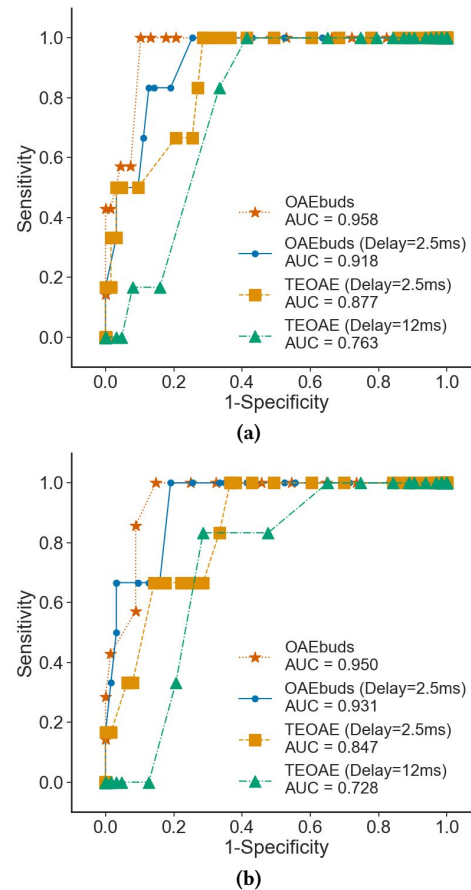 1.0
0.8
0.6
0.4
0.2
0.0
Sensitivity
OAEbuds
AUC = 0.958
OAEbuds (Delay=2.5ms)
AUC = 0.918
TEOAE (Delay=2.5ms)
AUC = 0.877
TEOAE (Delay=12ms)
AUC = 0.763
0.0 0.2 0.4 0.6 0.8 1.0
1-Specificity
(a)
1.0
0.8
0.6
0.4
0.2
0.0
Sensitivity
OAEbuds
AUC = 0.950
OAEbuds (Delay=2.5ms)
AUC = 0.931
TEOAE (Delay=2.5ms)
AUC = 0.847
TEOAE (Delay=12ms)
AUC = 0.728
0.0 0.2 0.4 0.6 0.8 1.0
1-Specificity
(b)